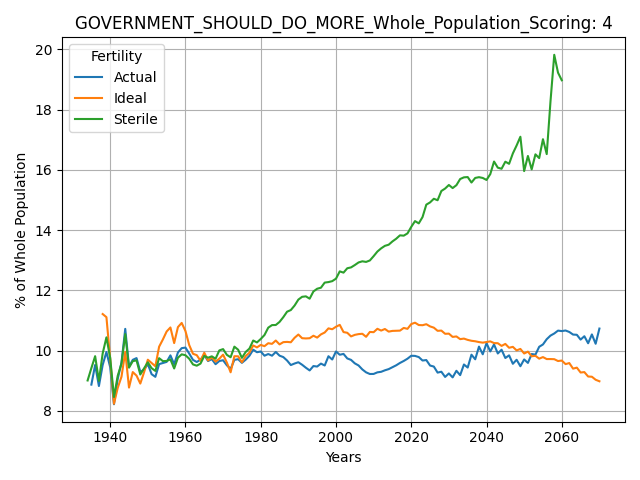 GOVERNMENT_SHOULD_DO_MORE_Whole_Population_Scoring: 4
Fertility
Actual
Ideal
Sterile
% of Whole Population
20
18
16
14
12
10
8
1940
1960
1980
2000
2020
2040
2060
Years